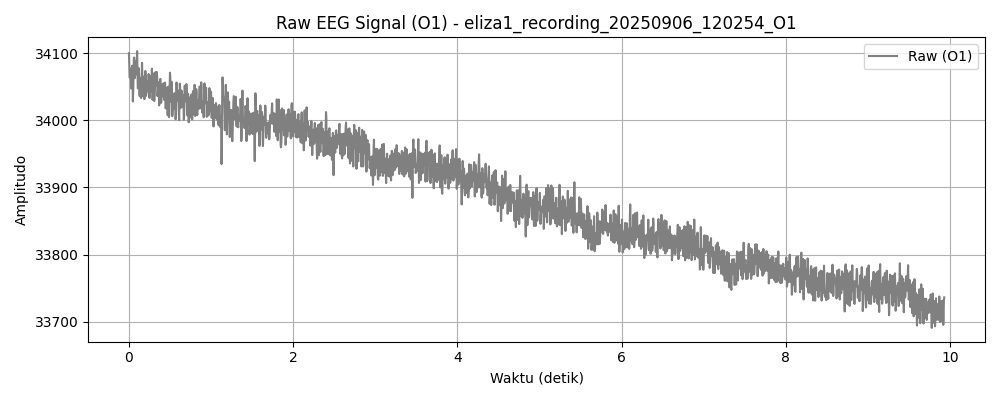 Raw EEG Signal (O1) - eliza1_recording_20250906_120254_O1
Raw (O1)
Amplitudo
34100
34000
33900
33800
33700
0 2 4 6 8 10
Waktu (detik)